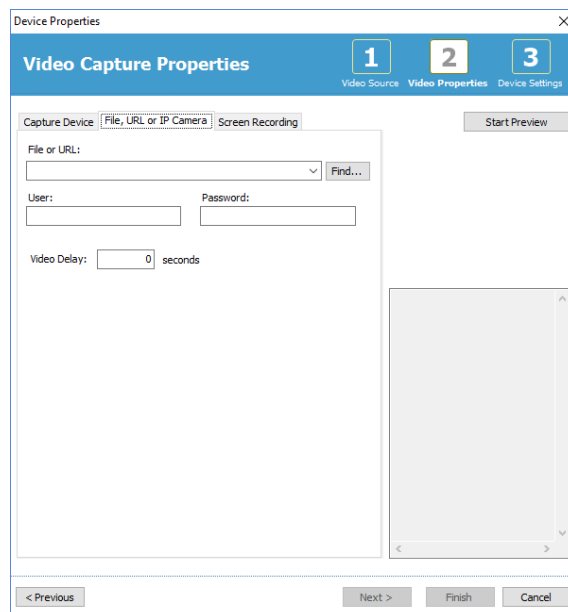 Device Properties
Video Capture Properties
1 2 3
Video Source Video Properties Device Settings
Capture Device File, URL or IP Camera Screen Recording
Start Preview
File or URL:
Find...
User: Password:
Video Delay: 0 seconds
< Previous Next > Finish Cancel